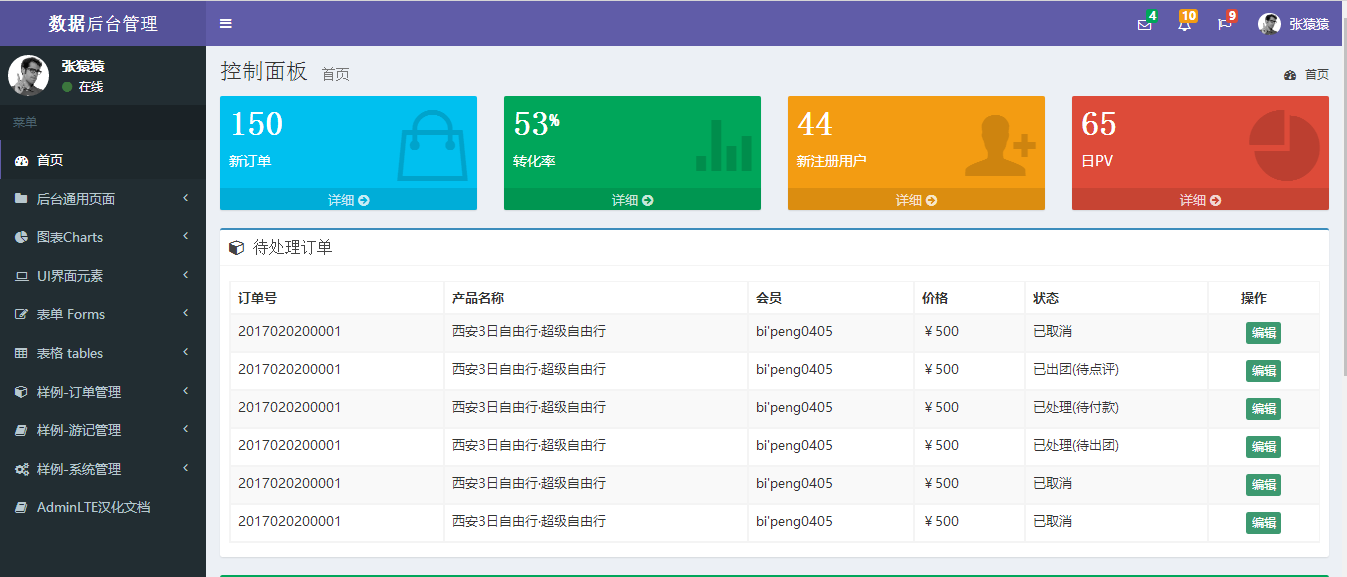 数据后台管理
4
10
9
张猿猿
张猿猿
在线
菜单
首页
后台通用页面
图表Charts
UI界面元素
表单 Forms
表格 tables
样例-订单管理
样例-游记管理
样例-系统管理
AdminLTE汉化文档
控制面板 首页
首页
150
新订单
详细
53%
转化率
详细
44
新注册用户
详细
65
日PV
详细
待处理订单
订单号 产品名称 会员 价格 状态 操作
2017020200001 西安3日自由行·超级自由行 bi'peng0405 ￥500 已取消 编辑
2017020200001 西安3日自由行·超级自由行 bi'peng0405 ￥500 已出团(待点评) 编辑
2017020200001 西安3日自由行·超级自由行 bi'peng0405 ￥500 已处理(待付款) 编辑
2017020200001 西安3日自由行·超级自由行 bi'peng0405 ￥500 已处理(待出团) 编辑
2017020200001 西安3日自由行·超级自由行 bi'peng0405 ￥500 已取消 编辑
2017020200001 西安3日自由行·超级自由行 bi'peng0405 ￥500 已取消 编辑